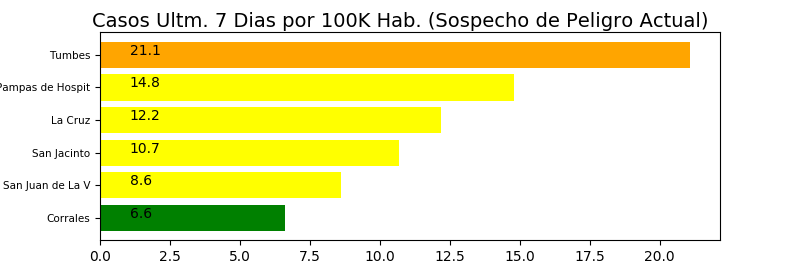 Casos Ultm. 7 Dias por 100K Hab. (Sospecho de Peligro Actual)
Tumbes 21.1
Pampas de Hospit 14.8
La Cruz 12.2
San Jacinto 10.7
San Juan de La V 8.6
Corrales 6.6
0.0 2.5 5.0 7.5 10.0 12.5 15.0 17.5 20.0